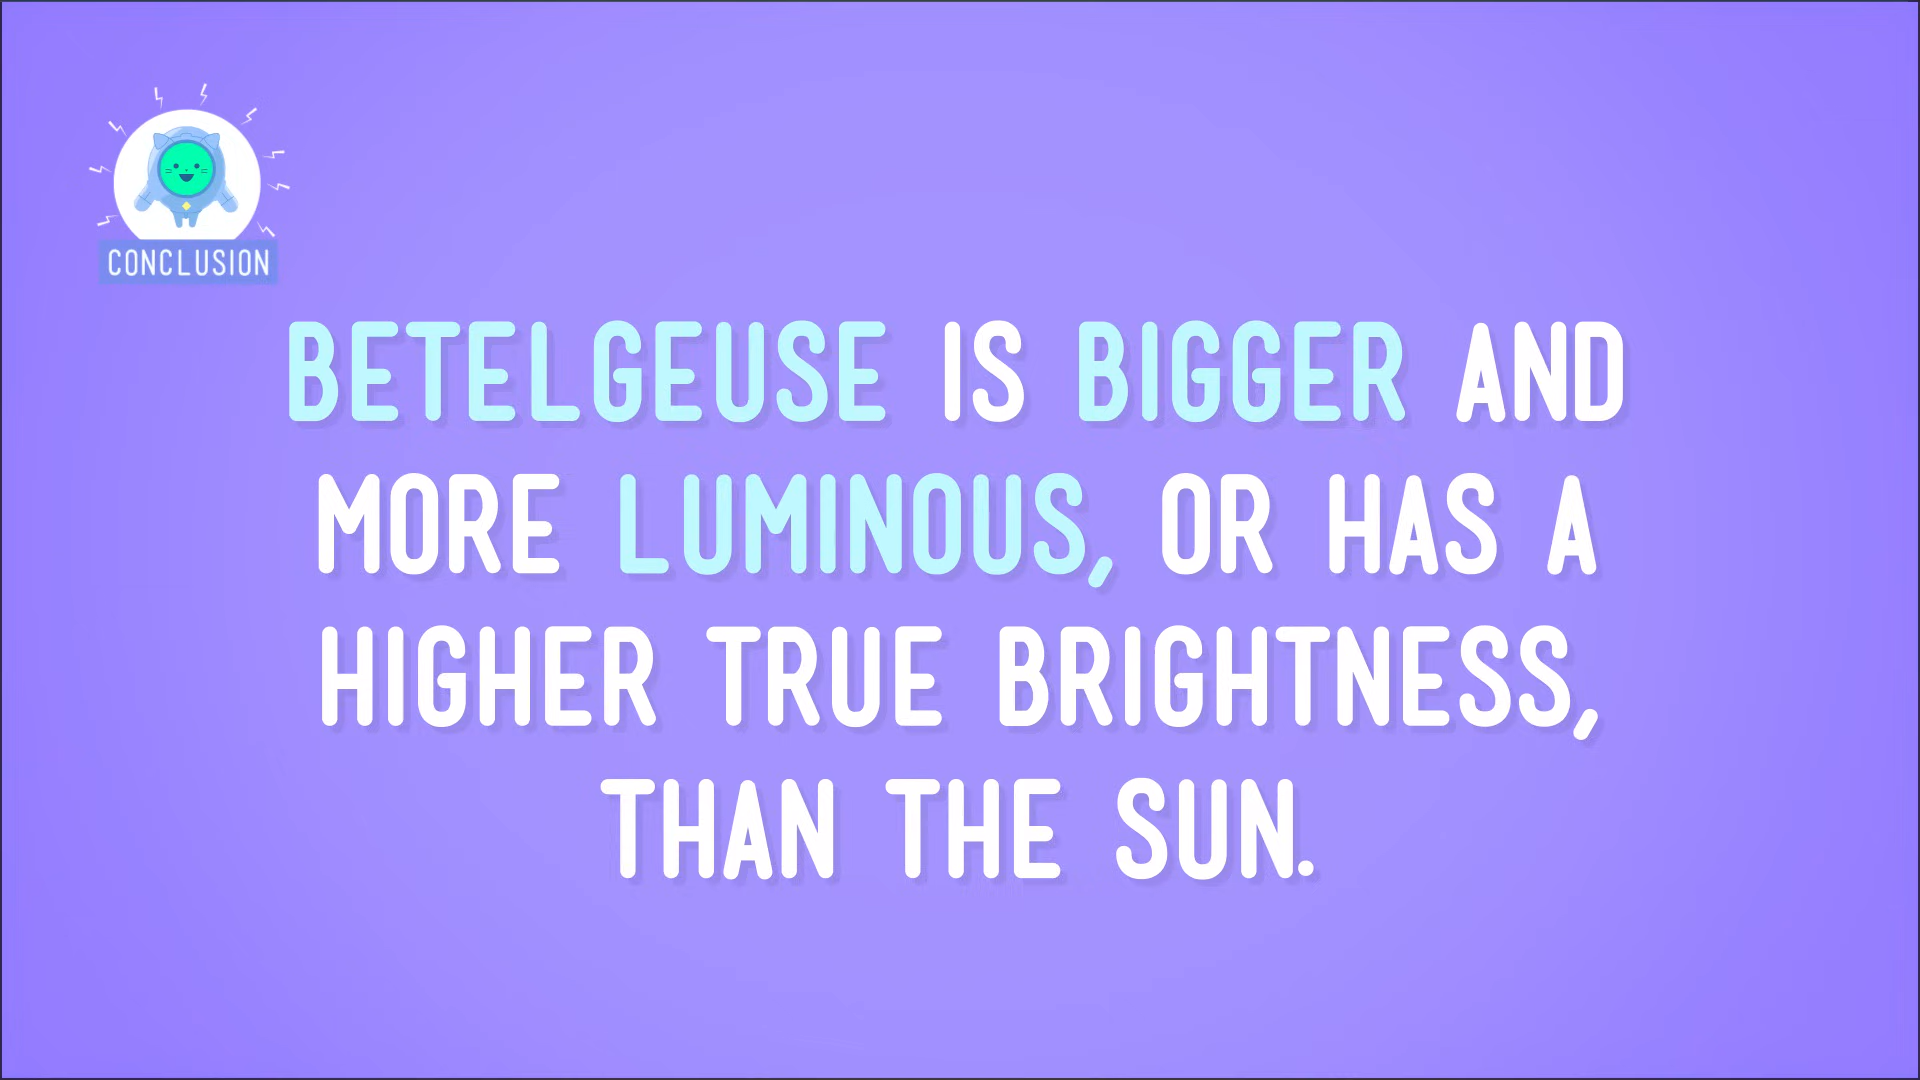 CONCLUSION
BETELGEUSE IS BIGGER AND
MORE LUMINOUS, OR HAS A
HIGHER TRUE BRIGHTNESS,
THAN THE SUN.